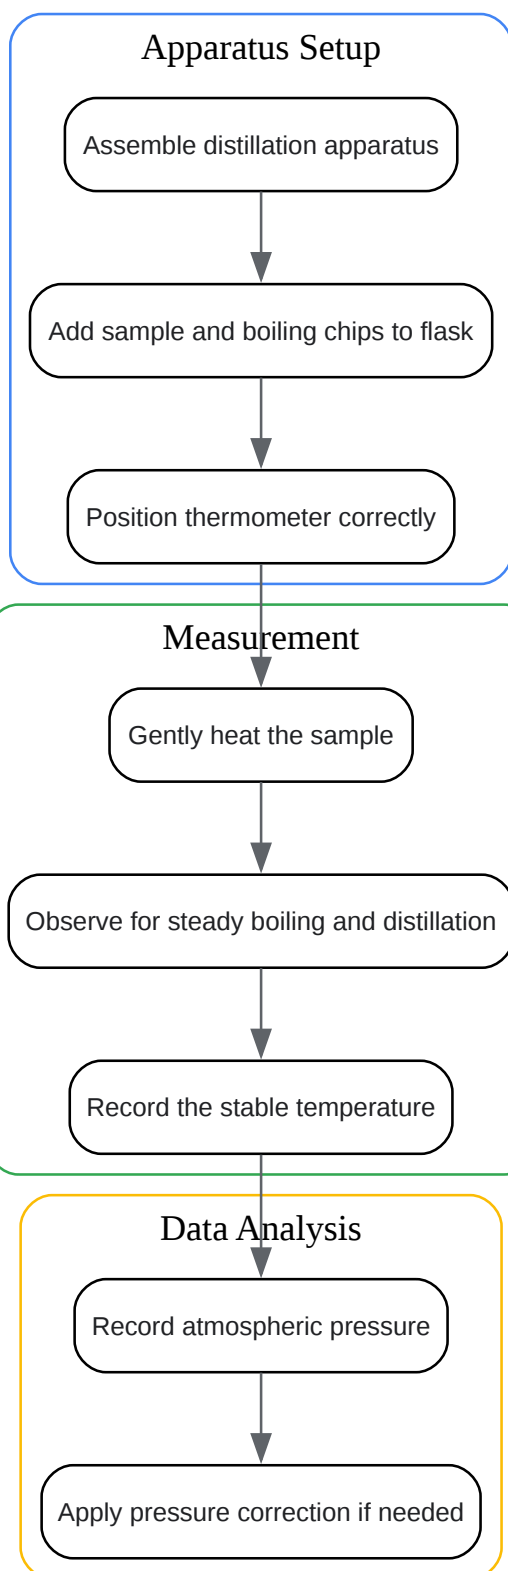 Apparatus Setup
Assemble distillation apparatus
Add sample and boiling chips to flask
Position thermometer correctly
Measurement
Gently heat the sample
Observe for steady boiling and distillation
Record the stable temperature
Data Analysis
Record atmospheric pressure
Apply pressure correction if needed